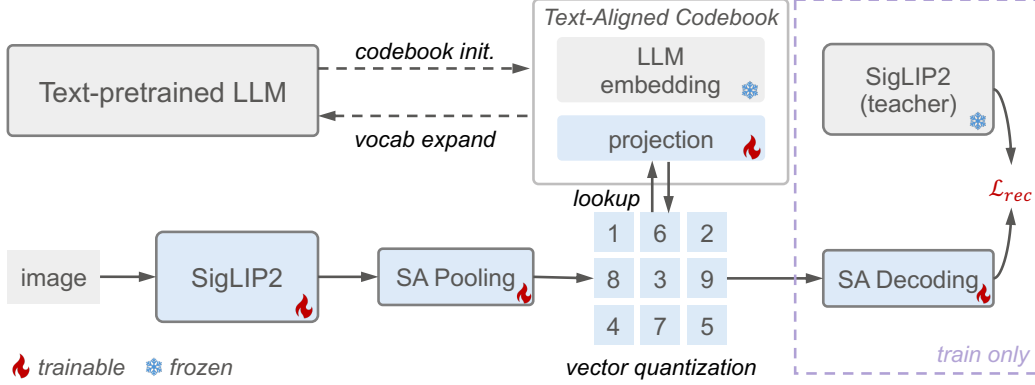 Text-Aligned Codebook
Text-pretrained LLM
codebook init.
vocab expand
LLM
embedding
projection
SigLIP2
(teacher)
ℒrec
lookup
1 6 2
8 3 9
4 7 5
image
SigLIP2
SA Pooling
SA Decoding
vector quantization
trainable
frozen
train only